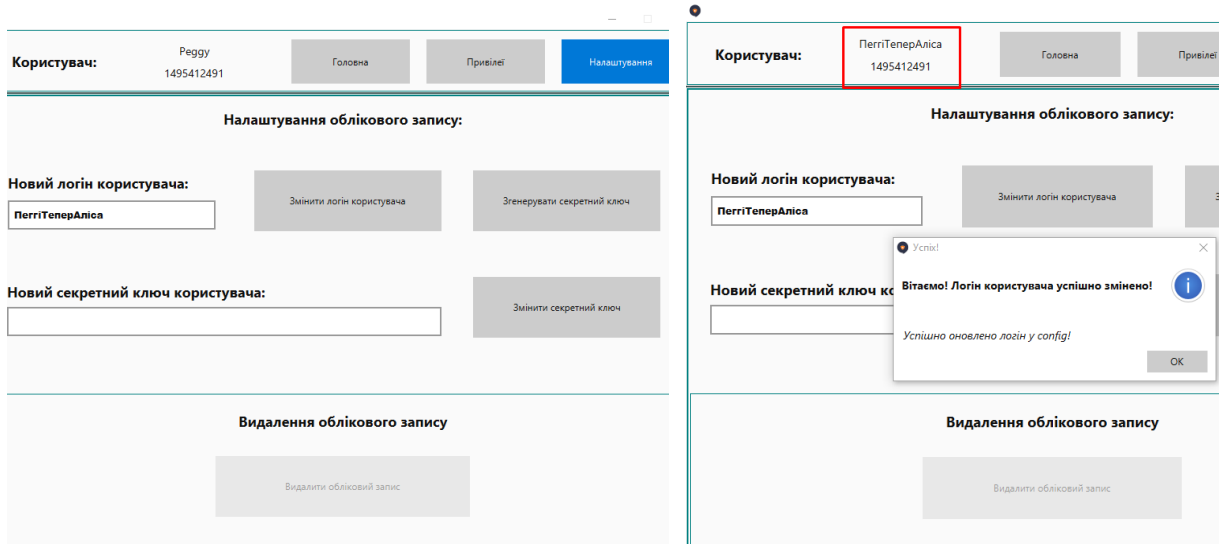 Користувач:
Peggy
1495412491
Головна
Привілеї
Налаштування
Налаштування облікового запису:
Новий логін користувача:
ПеггіТеперАліса
Змінити логін користувача
Згенерувати секретний ключ
Новий секретний ключ користувача:
Змінити секретний ключ
Видалення облікового запису
Видалити обліковий запис
Користувач:
ПеггіТеперАліса
1495412491
Головна
Привілеї
Налаштування облікового запису:
Новий логін користувача:
ПеггіТеперАліса
Змінити логін користувача
З
Новий секретний ключ ко
Успіх!
Вітаємо! Логін користувача успішно змінено!
Успішно оновлено логін у config!
OK
Видалення облікового запису
Видалити обліковий запис